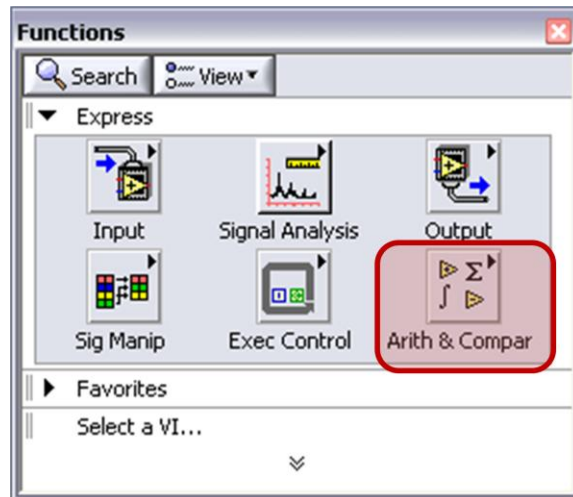 Functions
Search View
Express
Input Signal Analysis Output
Sig Manip Exec Control Arith & Compar
Favorites
Select a VI...